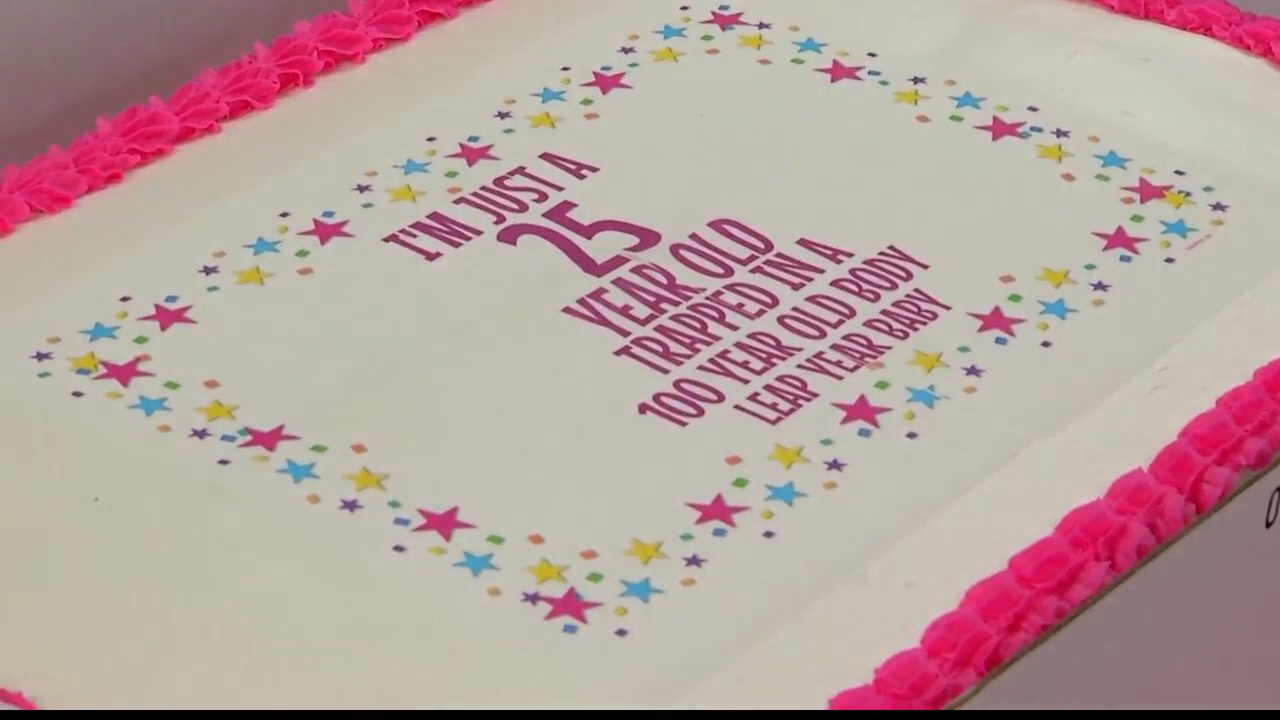 I'M JUST A
25
YEAR OLD
TRAPPED IN A
100 YEAR OLD BODY
LEAP YEAR BABY